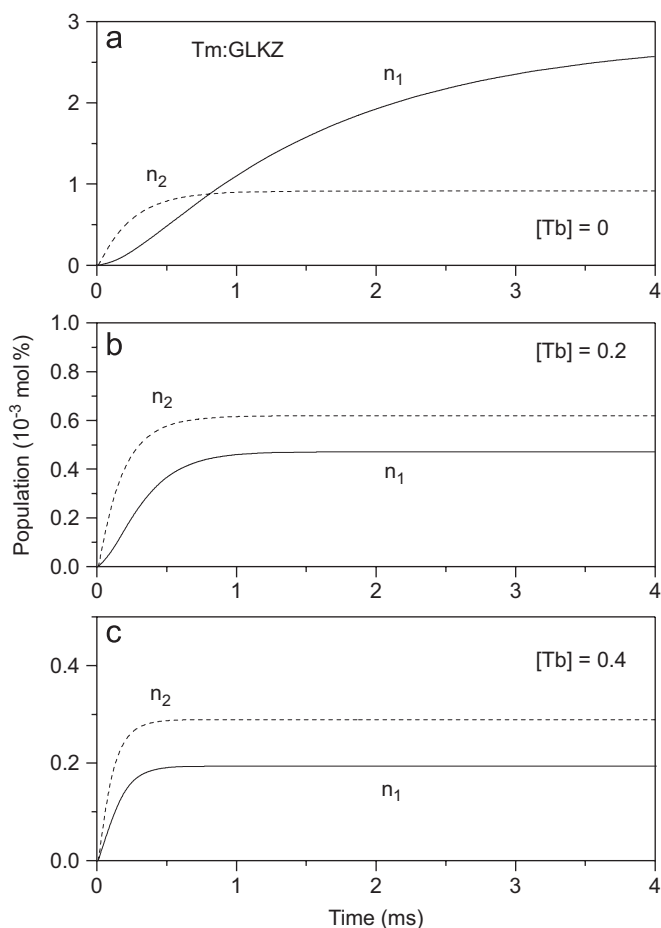 a
Tm:GLKZ
n₁
n₂
[Tb] = 0
3
2
1
0
0 1 2 3 4
b
[Tb] = 0.2
n₂
n₁
1.0
0.8
0.6
0.4
0.2
0.0
0 1 2 3 4
c
[Tb] = 0.4
n₂
n₁
0.4
0.2
0.0
0 1 2 3 4
Population (10⁻³ mol %)
Time (ms)